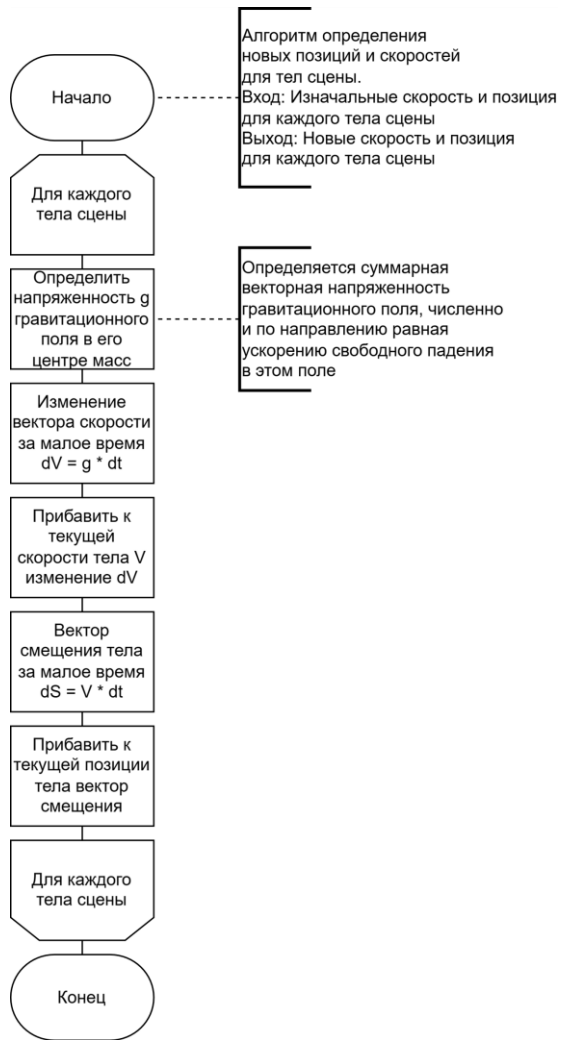 Начало
Алгоритм определения
новых позиций и скоростей
для тел сцены.
Вход: Изначальные скорость и позиция
для каждого тела сцены
Выход: Новые скорость и позиция
для каждого тела сцены
Для каждого
тела сцены
Определить
напряженность g
гравитационного
поля в его
центре масс
Определяется суммарная
векторная напряженность
гравитационного поля, численно
и по направлению равная
ускорению свободного падения
в этом поле
Изменение
вектора скорости
за малое время
dV = g * dt
Прибавить к
текущей
скорости тела V
изменение dV
Вектор
смещения тела
за малое время
dS = V * dt
Прибавить к
текущей позиции
тела вектор
смещения
Для каждого
тела сцены
Конец